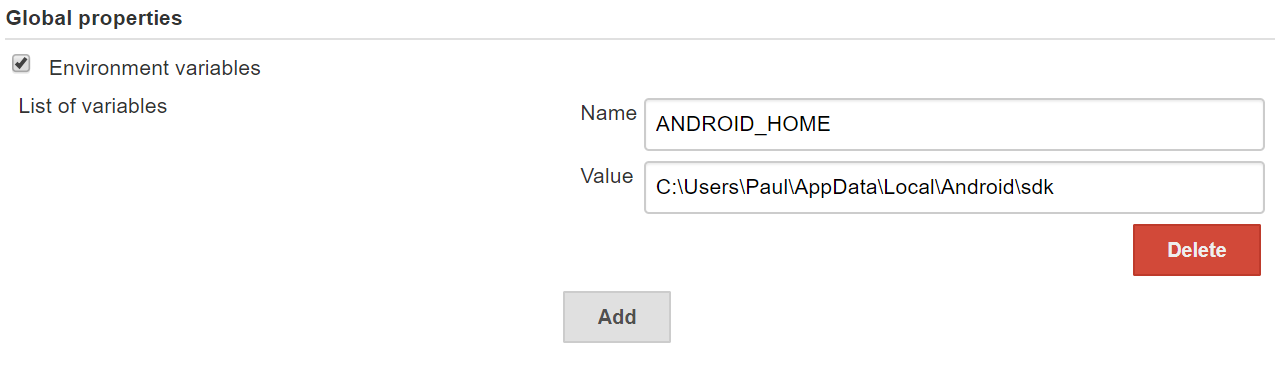 Global properties
Environment variables
List of variables
Name ANDROID_HOME
Value C:\Users\Paul\AppData\Local\Android\sdk
Delete
Add